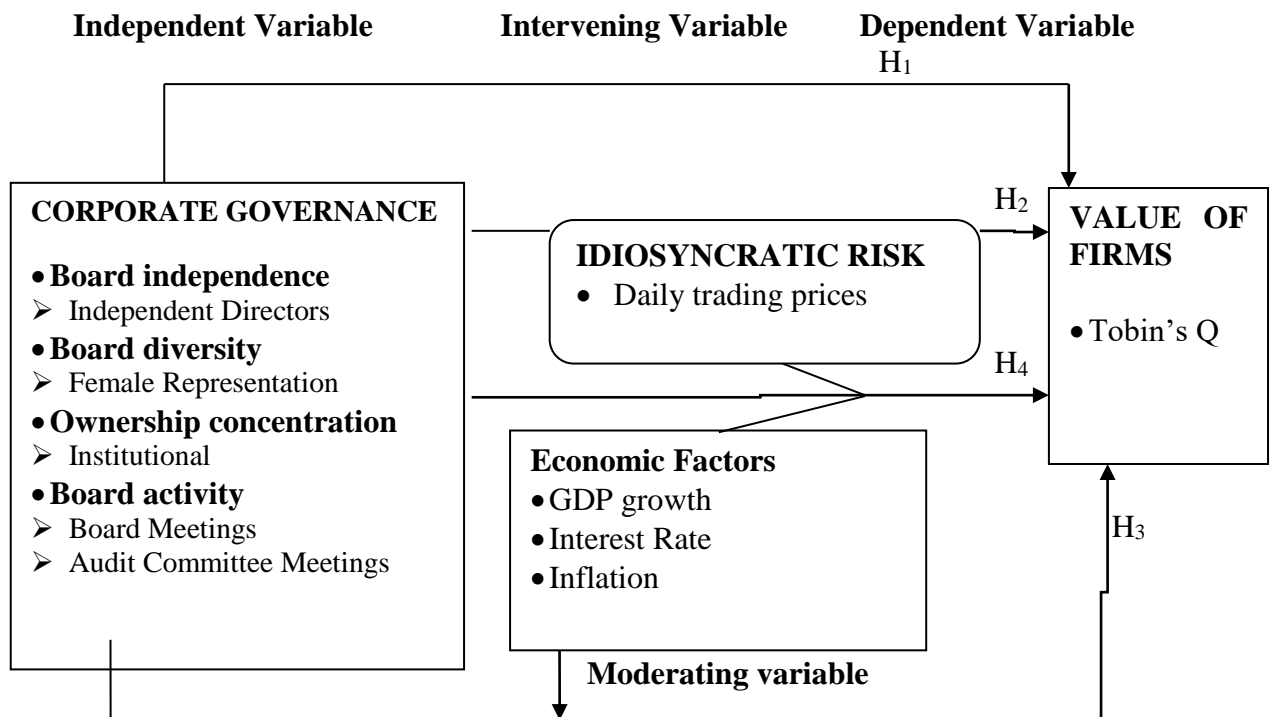 Independent Variable Intervening Variable Dependent Variable
H₁
CORPORATE GOVERNANCE
• Board independence
➢ Independent Directors
• Board diversity
➢ Female Representation
• Ownership concentration
➢ Institutional
• Board activity
➢ Board Meetings
➢ Audit Committee Meetings
IDIOSYNCRATIC RISK
• Daily trading prices
H₂
H₄
VALUE OF
FIRMS
• Tobin’s Q
Economic Factors
• GDP growth
• Interest Rate
• Inflation
H₃
Moderating variable